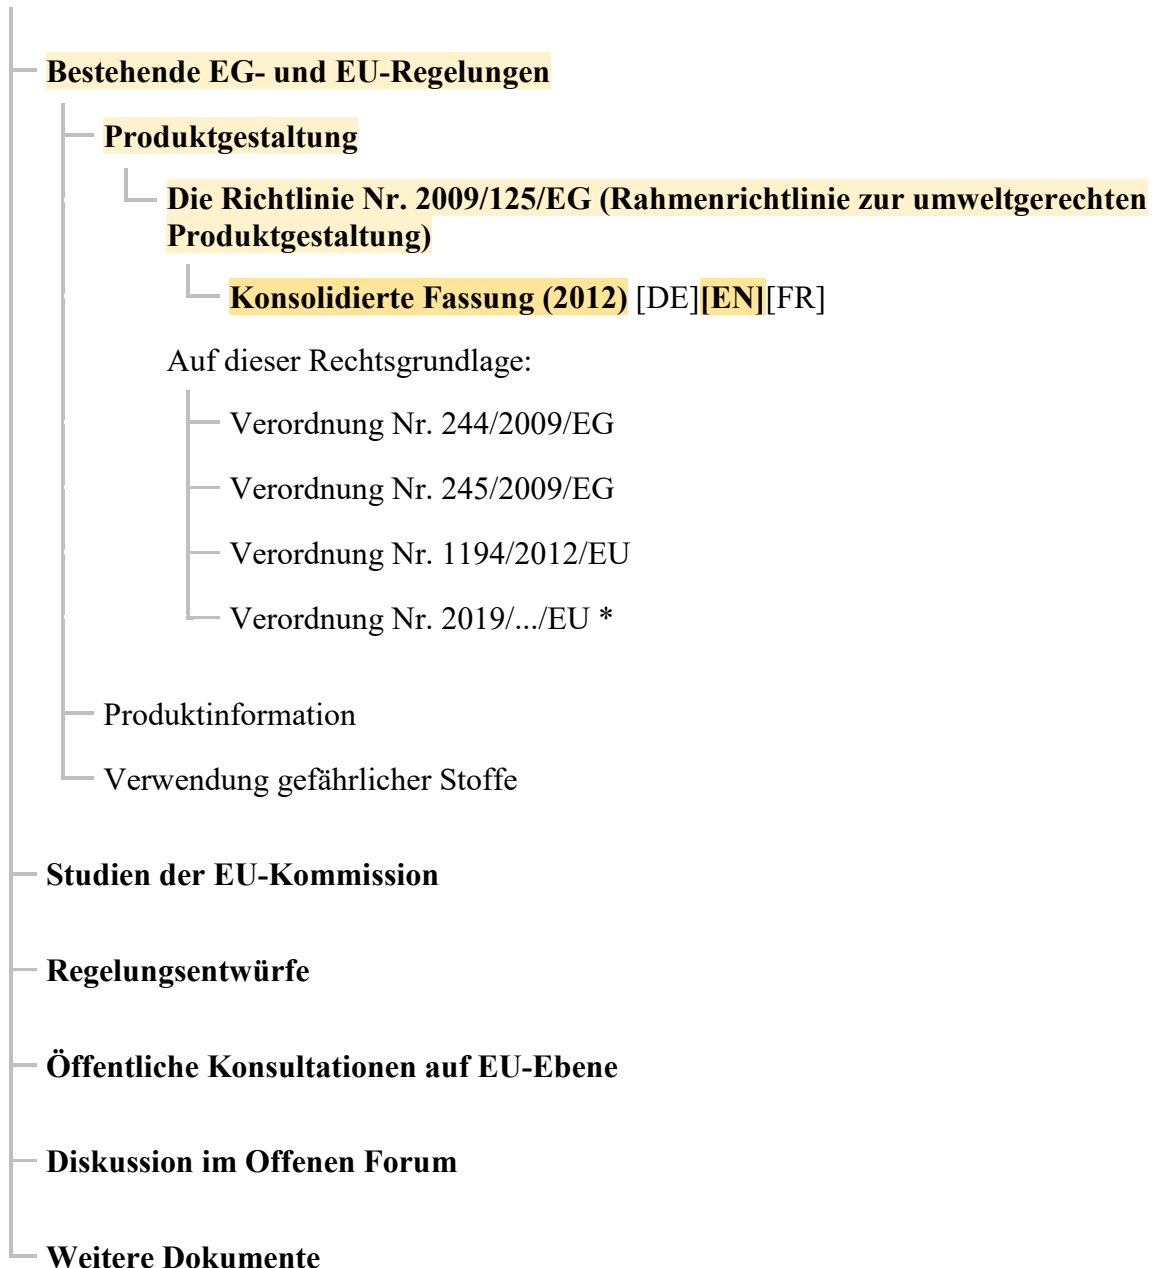 Bestehende EG- und EU-Regelungen
Produktgestaltung
Die Richtlinie Nr. 2009/125/EG (Rahmenrichtlinie zur umweltgerechten
Produktgestaltung)
Konsolidierte Fassung (2012) [DE][EN][FR]
Auf dieser Rechtsgrundlage:
Verordnung Nr. 244/2009/EG
Verordnung Nr. 245/2009/EG
Verordnung Nr. 1194/2012/EU
Verordnung Nr. 2019/.../EU *
Produktinformation
Verwendung gefährlicher Stoffe
Studien der EU-Kommission
Regelungsentwürfe
Öffentliche Konsultationen auf EU-Ebene
Diskussion im Offenen Forum
Weitere Dokumente